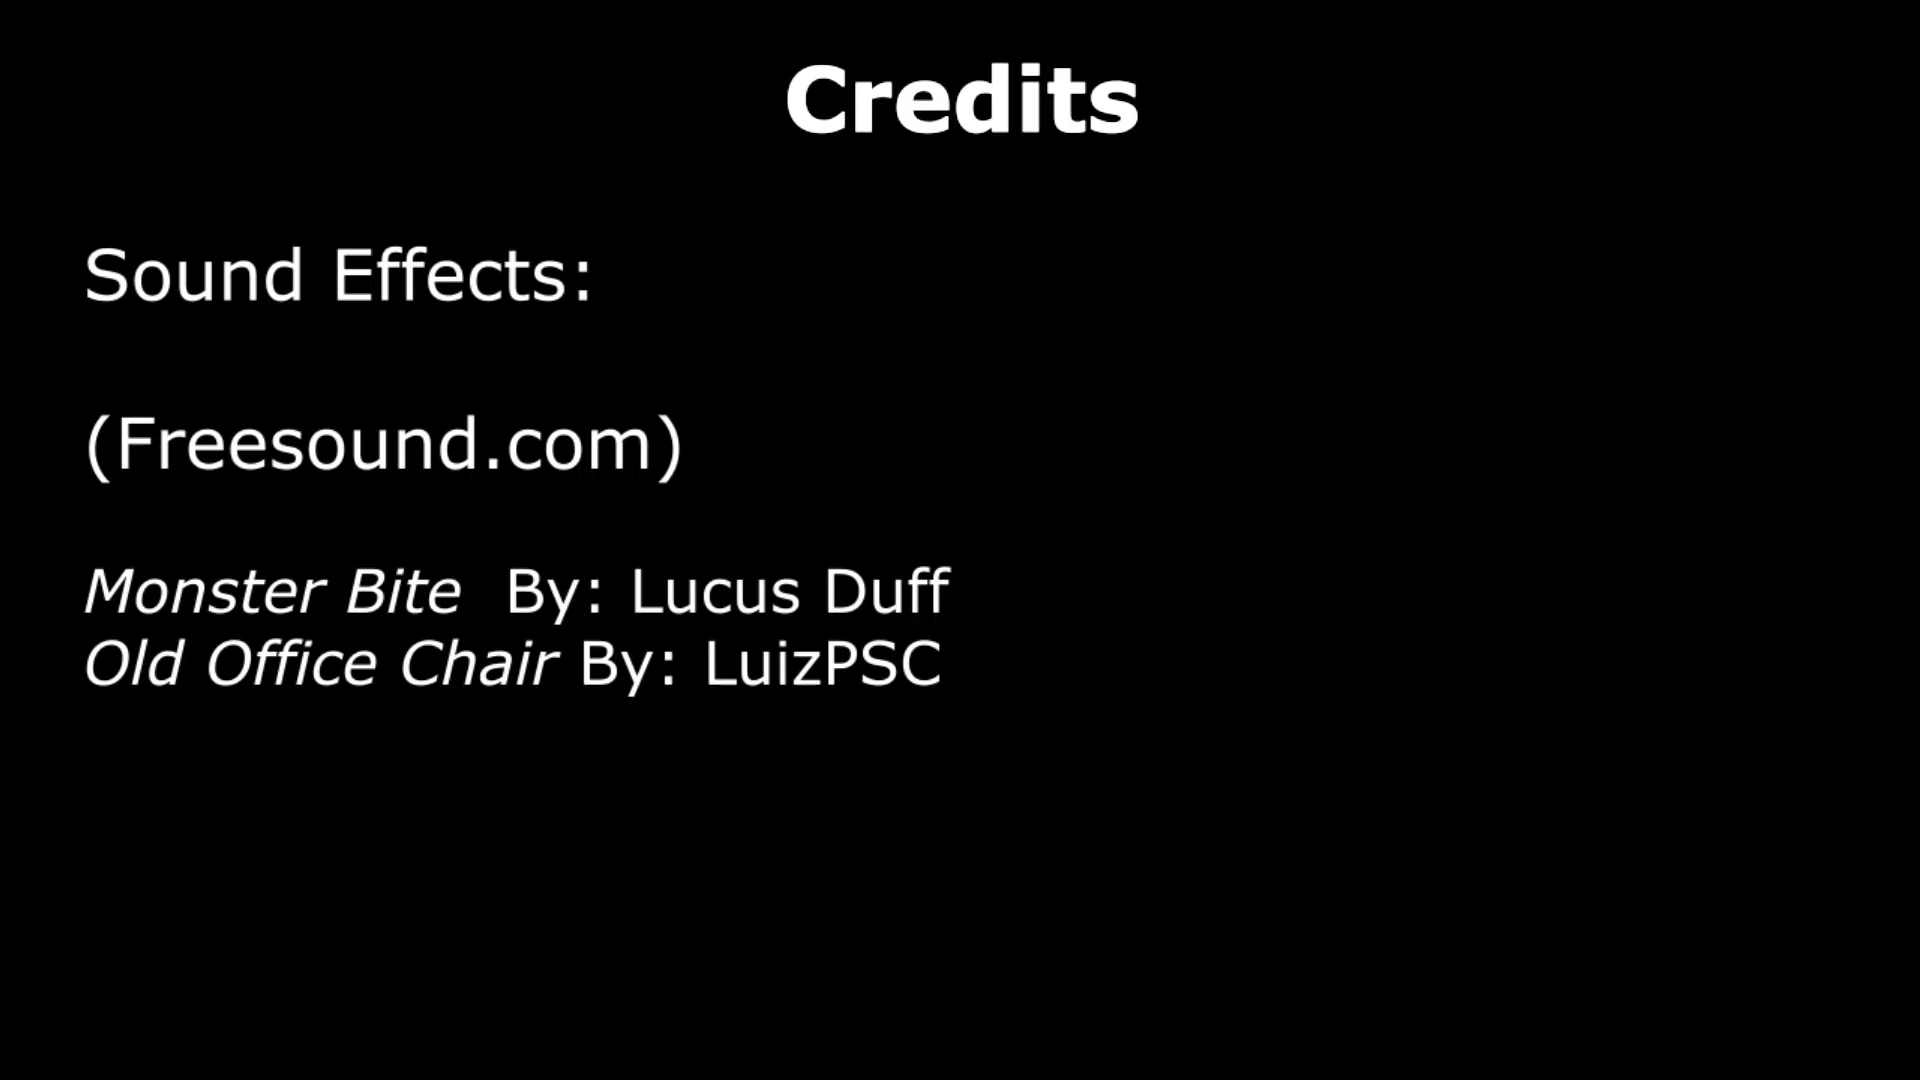 Credits
Sound Effects:
(Freesound.com)
Monster Bite  By: Lucus Duff
Old Office Chair By: LuizPSC